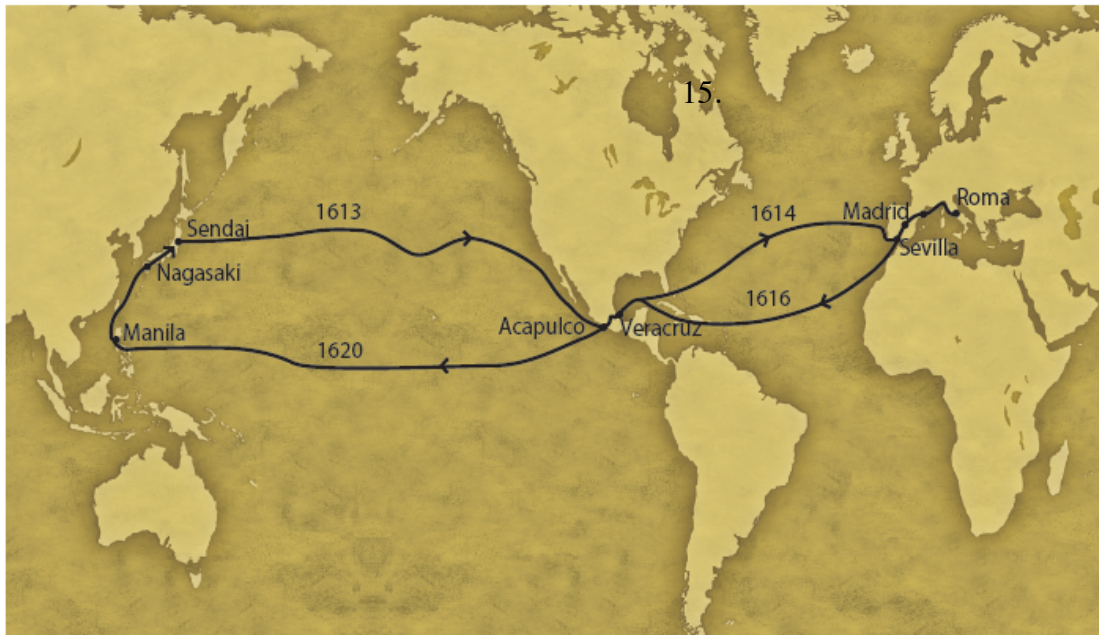 15.
Roma
1613
1614
Madrid
Sendai
Sevilla
Nagasaki
1616
Manila
Acapulco
Veracruz
1620